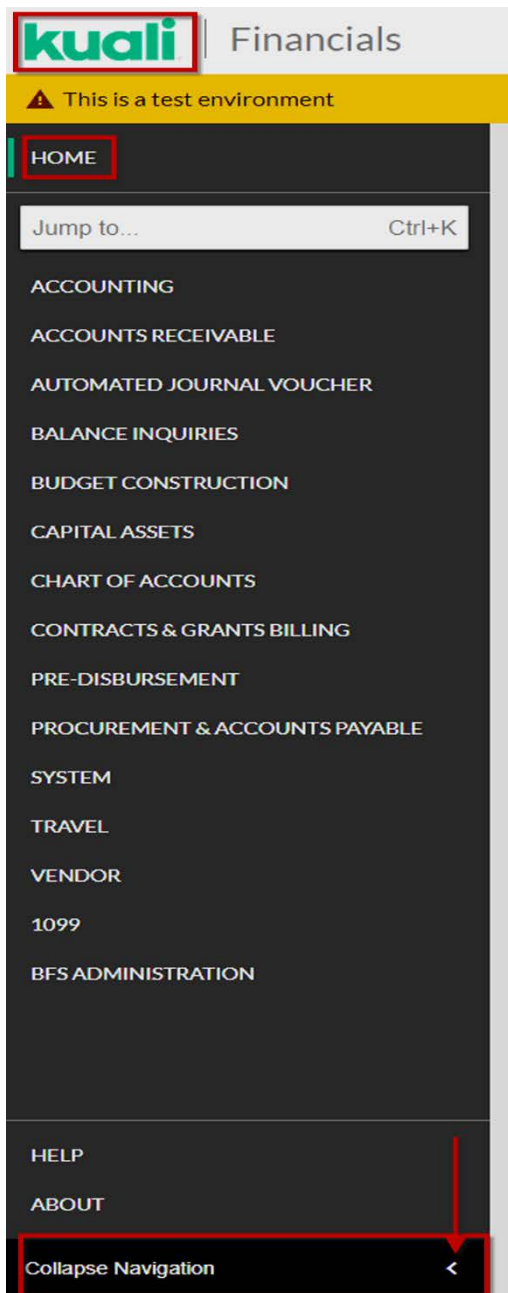 kuali Financials
This is a test environment
HOME
Jump to... Ctrl+K
ACCOUNTING
ACCOUNTS RECEIVABLE
AUTOMATED JOURNAL VOUCHER
BALANCE INQUIRIES
BUDGET CONSTRUCTION
CAPITAL ASSETS
CHART OF ACCOUNTS
CONTRACTS & GRANTS BILLING
PRE-DISBURSEMENT
PROCUREMENT & ACCOUNTS PAYABLE
SYSTEM
TRAVEL
VENDOR
1099
BFS ADMINISTRATION
HELP
ABOUT
Collapse Navigation <